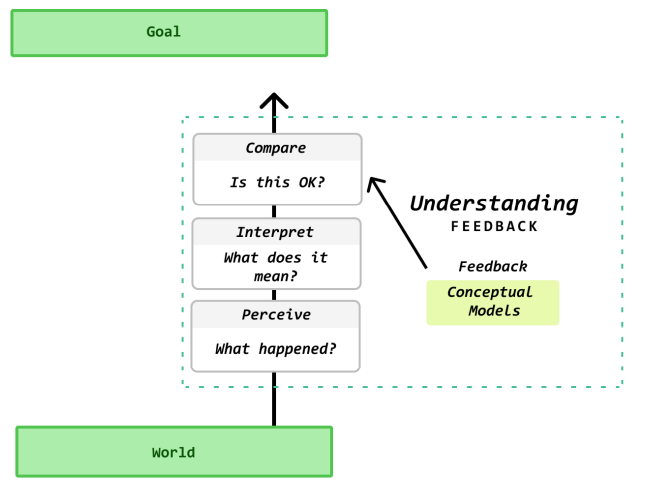 Goal
Compare
Is this OK?
Interpret
What does it
mean?
Perceive
What happened?
Understanding
FEEDBACK
Feedback
Conceptual
Models
World